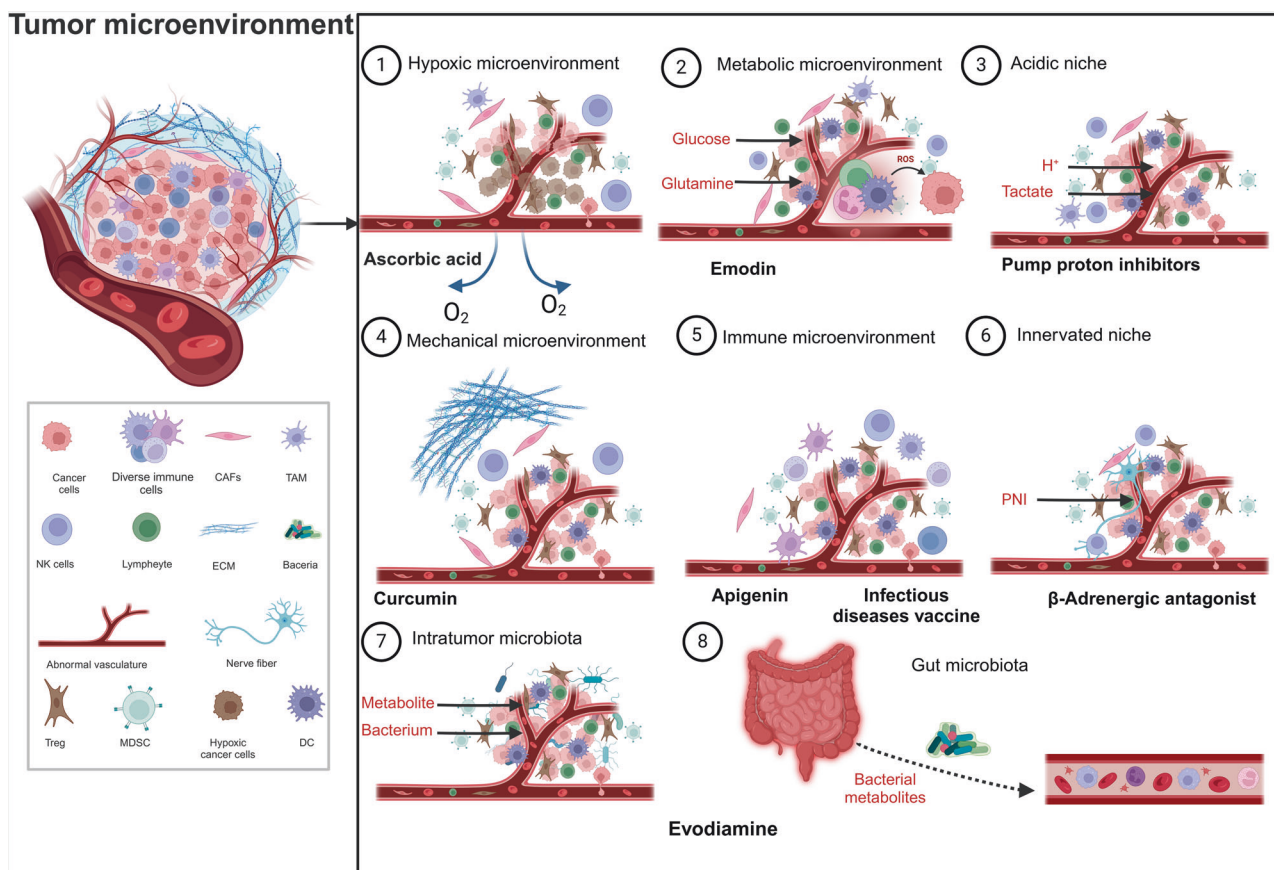 Tumor microenvironment
1 Hypoxic microenvironment
2 Metabolic microenvironment
3 Acidic niche
Glucose
Glutamine
ROS
H⁺
Tactate
Ascorbic acid
O₂
O₂
Emodin
Pump proton inhibitors
4 Mechanical microenvironment
5 Immune microenvironment
6 Innervated niche
PNI
Curcumin
Apigenin
Infectious
diseases vaccine
β-Adrenergic antagonist
Cancer
cells
Diverse immune
cells
CAFs
TAM
NK cells
Lympheyte
ECM
Baceria
Abnormal vasculature
Nerve fiber
Treg
MDSC
Hypoxic
cancer cells
DC
7 Intratumor microbiota
Metabolite
Bacterium
8
Gut microbiota
Bacterial
metabolites
Evodiamine